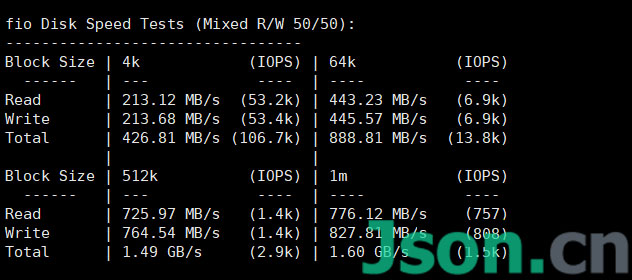 fio Disk Speed Tests (Mixed R/W 50/50):
---------------------------------
Block Size | 4k            (IOPS) | 64k           (IOPS)
  ------   | ---            ----  | ----           ----
Read       | 213.12 MB/s  (53.2k) | 443.23 MB/s   (6.9k)
Write      | 213.68 MB/s  (53.4k) | 445.57 MB/s   (6.9k)
Total      | 426.81 MB/s (106.7k) | 888.81 MB/s  (13.8k)
           |                      |
Block Size | 512k          (IOPS) | 1m            (IOPS)
  ------   | ---            ----  | ----           ----
Read       | 725.97 MB/s   (1.4k) | 776.12 MB/s    (757)
Write      | 764.54 MB/s   (1.4k) | 827.81 MB/s    (808)
Total      | 1.49 GB/s     (2.9k) | 1.60 GB/s     (1.5k)
Json.cn